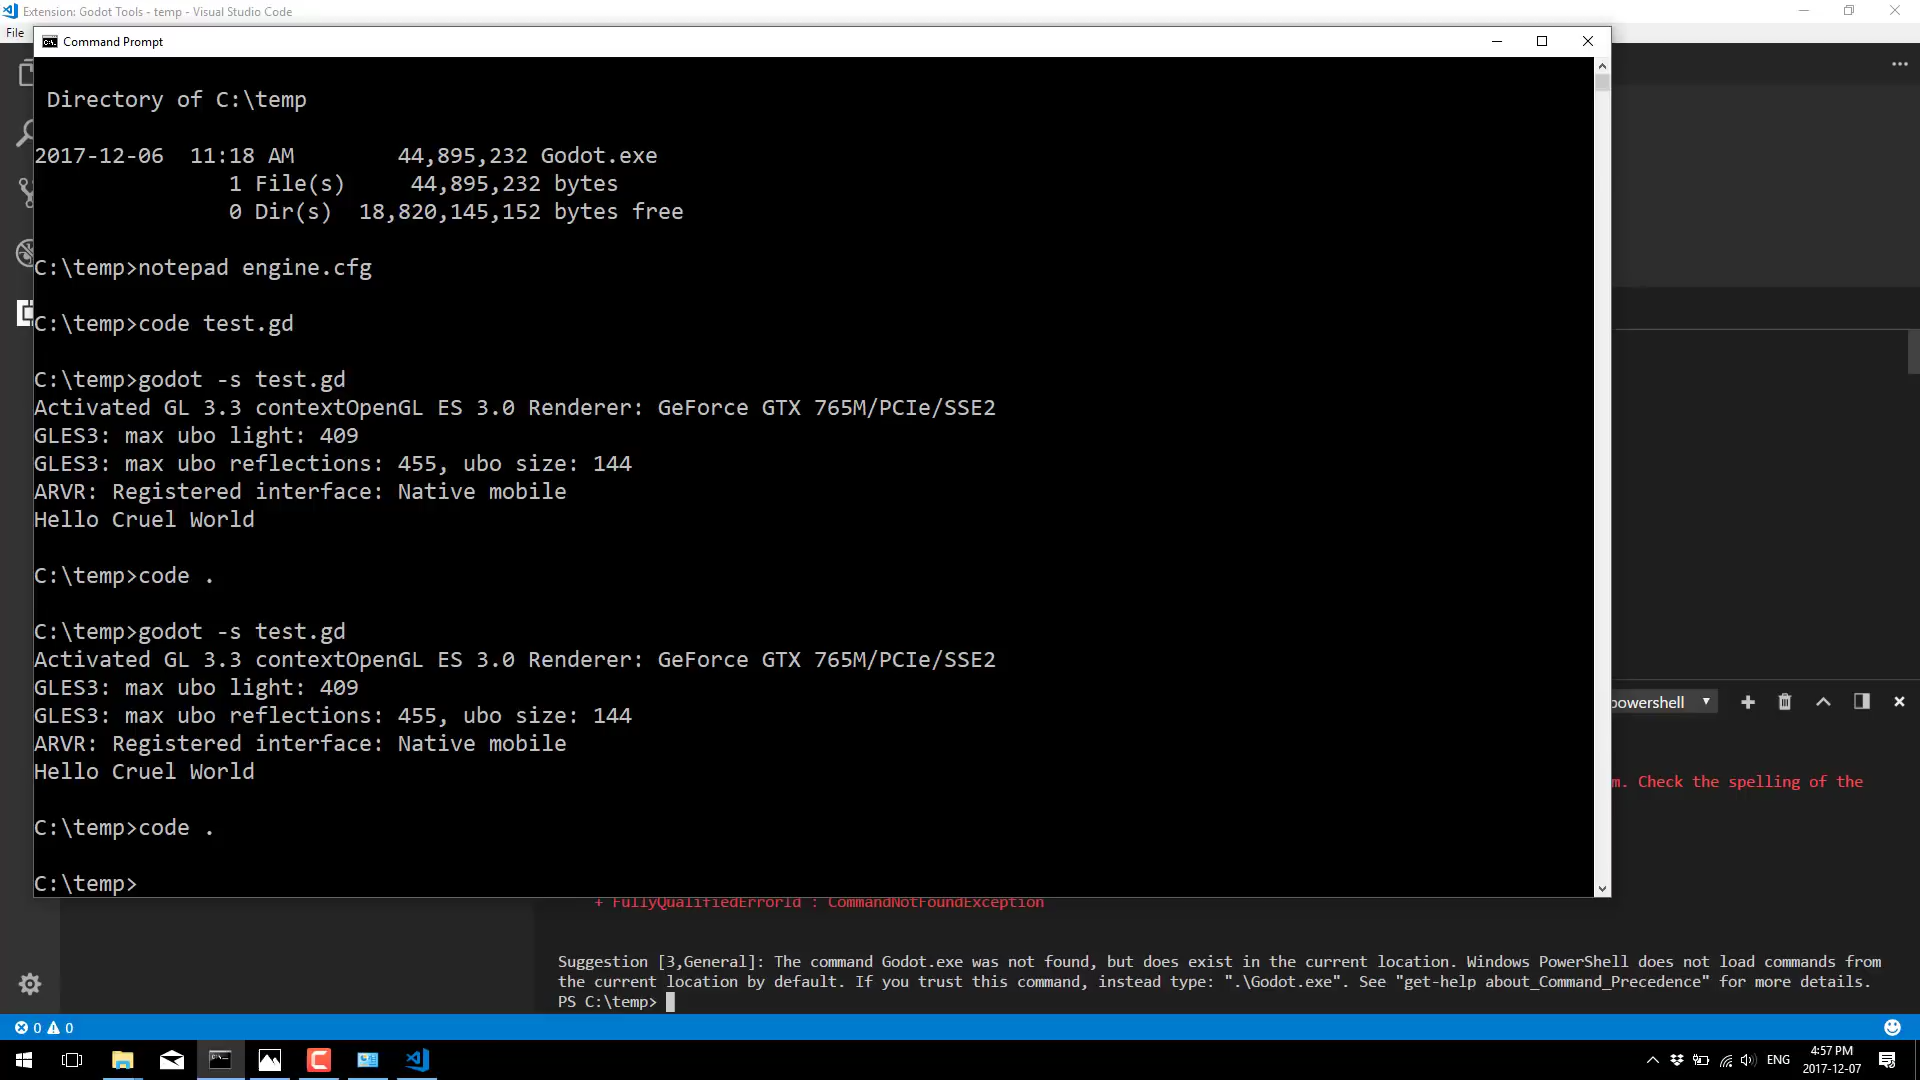 Extension: Godot Tools - temp - Visual Studio Code
File
Command Prompt
Directory of C:\temp
2017-12-06  11:18 AM        44,895,232 Godot.exe
1 File(s)     44,895,232 bytes
0 Dir(s)  18,820,145,152 bytes free
C:\temp>notepad engine.cfg
C:\temp>code test.gd
C:\temp>godot -s test.gd
Activated GL 3.3 contextOpenGL ES 3.0 Renderer: GeForce GTX 765M/PCIe/SSE2
GLES3: max ubo light: 409
GLES3: max ubo reflections: 455, ubo size: 144
ARVR: Registered interface: Native mobile
Hello Cruel World
C:\temp>code .
C:\temp>godot -s test.gd
Activated GL 3.3 contextOpenGL ES 3.0 Renderer: GeForce GTX 765M/PCIe/SSE2
GLES3: max ubo light: 409
GLES3: max ubo reflections: 455, ubo size: 144
ARVR: Registered interface: Native mobile
Hello Cruel World
C:\temp>code .
C:\temp>
powershell
m. Check the spelling of the
+ FullyQualifiedErrorId : CommandNotFoundException
Suggestion [3,General]: The command Godot.exe was not found, but does exist in the current location. Windows PowerShell does not load commands from
the current location by default. If you trust this command, instead type: ".\Godot.exe". See "get-help about_Command_Precedence" for more details.
PS C:\temp>
0 0
ENG
4:57 PM
2017-12-07